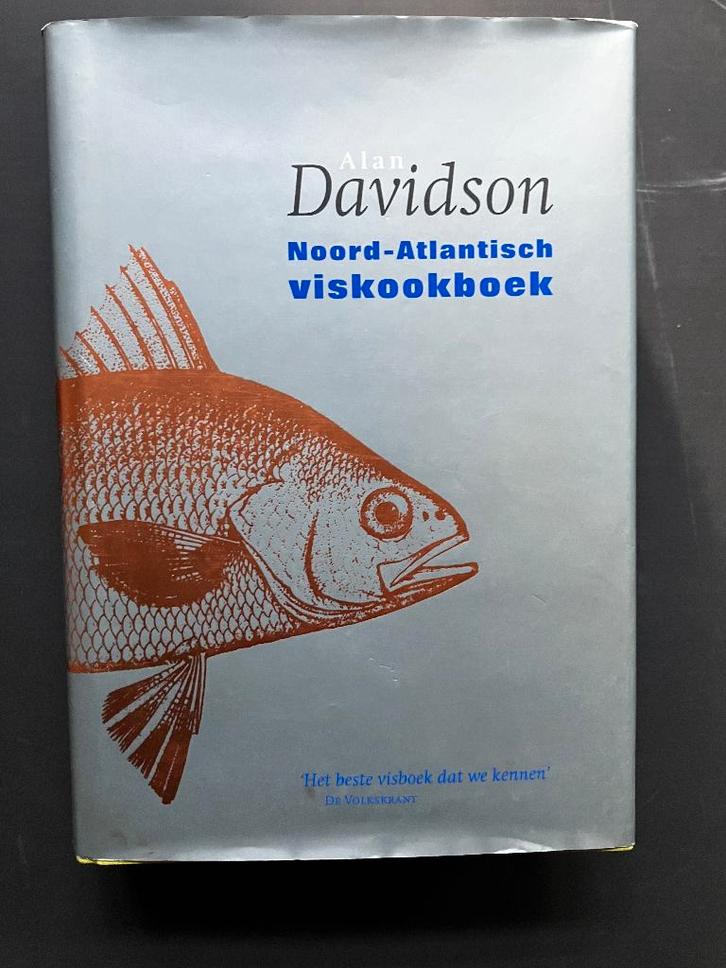 Alan
Davidson
Noord-Atlantisch
viskookboek
‘Het beste visboek dat we kennen’
De Volkskrant